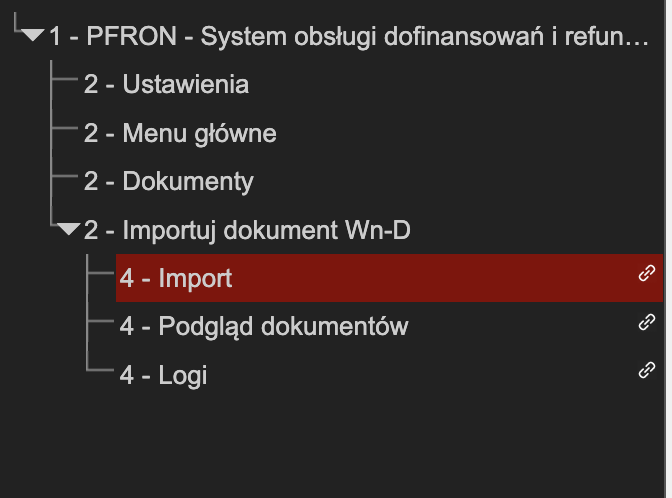 1 - PFRON - System obsługi dofinansowań i refun...
2 - Ustawienia
2 - Menu główne
2 - Dokumenty
2 - Importuj dokument Wn-D
4 - Import
4 - Podgląd dokumentów
4 - Logi